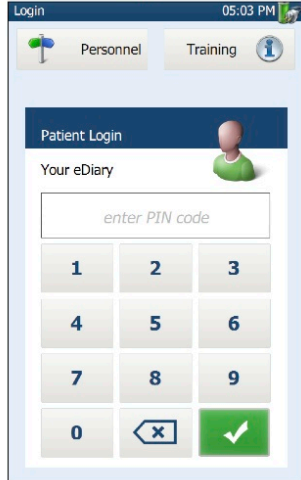 Login 05:03 PM
Personnel Training
Patient Login
Your eDiary
enter PIN code
1 2 3
4 5 6
7 8 9
0